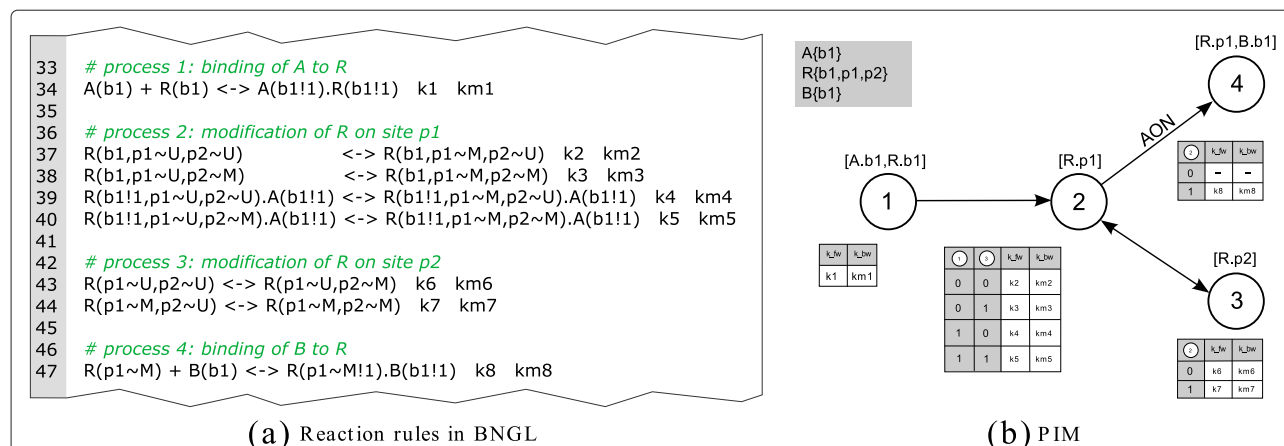 33 # process 1: binding of A to R
34 A(b1) + R(b1) <-> A(b1!1).R(b1!1) k1 km1
35
36 # process 2: modification of R on site p1
37 R(b1,p1~U,p2~U) <-> R(b1,p1~M,p2~U) k2 km2
38 R(b1,p1~U,p2~M) <-> R(b1,p1~M,p2~M) k3 km3
39 R(b1!1,p1~U,p2~U).A(b1!1) <-> R(b1!1,p1~M,p2~U).A(b1!1) k4 km4
40 R(b1!1,p1~U,p2~M).A(b1!1) <-> R(b1!1,p1~M,p2~M).A(b1!1) k5 km5
41
42 # process 3: modification of R on site p2
43 R(p1~U,p2~U) <-> R(p1~U,p2~M) k6 km6
44 R(p1~M,p2~U) <-> R(p1~M,p2~M) k7 km7
45
46 # process 4: binding of B to R
47 R(p1~M) + B(b1) <-> R(p1~M!1).B(b1!1) k8 km8
(a) Reaction rules in BNGL
A{b1}
R{b1,p1,p2}
B{b1}
[R.p1,B.b1]
4
AON
2 k_fw k_bw
0 - -
1 k8 km8
[A.b1,R.b1]
1
k_fw k_bw
k1 km1
[R.p1]
2
1 3 k_fw k_bw
0 0 k2 km2
0 1 k3 km3
1 0 k4 km4
1 1 k5 km5
[R.p2]
3
2 k_fw k_bw
0 k6 km6
1 k7 km7
(b) PIM